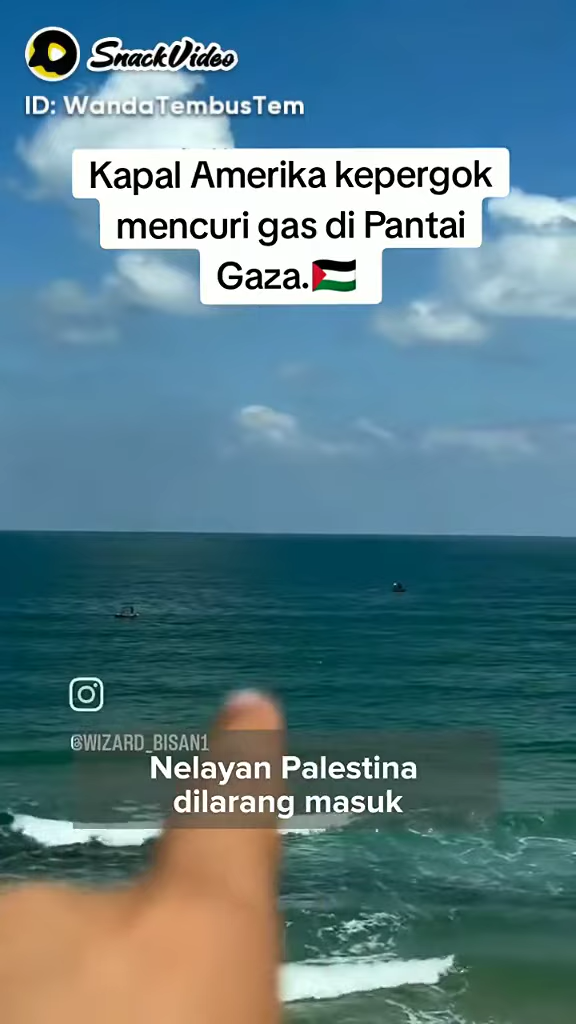 SnackVideo
ID: WandaTembusTem
Kapal Amerika kepergok
mencuri gas di Pantai
Gaza.🇵🇸
@WIZARD_BISAN1
Nelayan Palestina
dilarang masuk